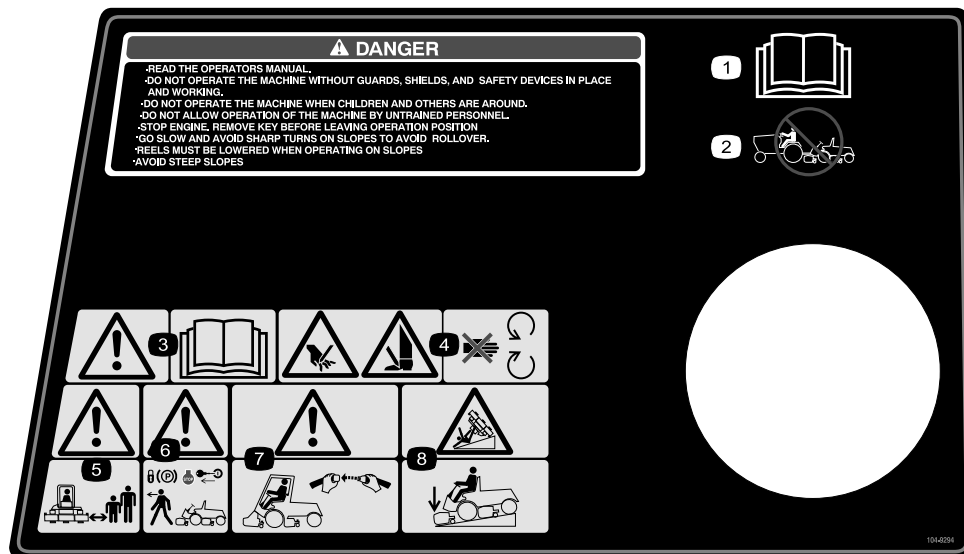 DANGER
·READ THE OPERATORS MANUAL.
·DO NOT OPERATE THE MACHINE WITHOUT GUARDS, SHIELDS, AND SAFETY DEVICES IN PLACE
AND WORKING.
·DO NOT OPERATE THE MACHINE WHEN CHILDREN AND OTHERS ARE AROUND.
·DO NOT ALLOW OPERATION OF THE MACHINE BY UNTRAINED PERSONNEL.
·STOP ENGINE, REMOVE KEY BEFORE LEAVING OPERATION POSITION
·GO SLOW AND AVOID SHARP TURNS ON SLOPES TO AVOID ROLLOVER.
·REELS MUST BE LOWERED WHEN OPERATING ON SLOPES
·AVOID STEEP SLOPES
1
2
3
4
5
6
7
8
(P)
STOP
104-9294